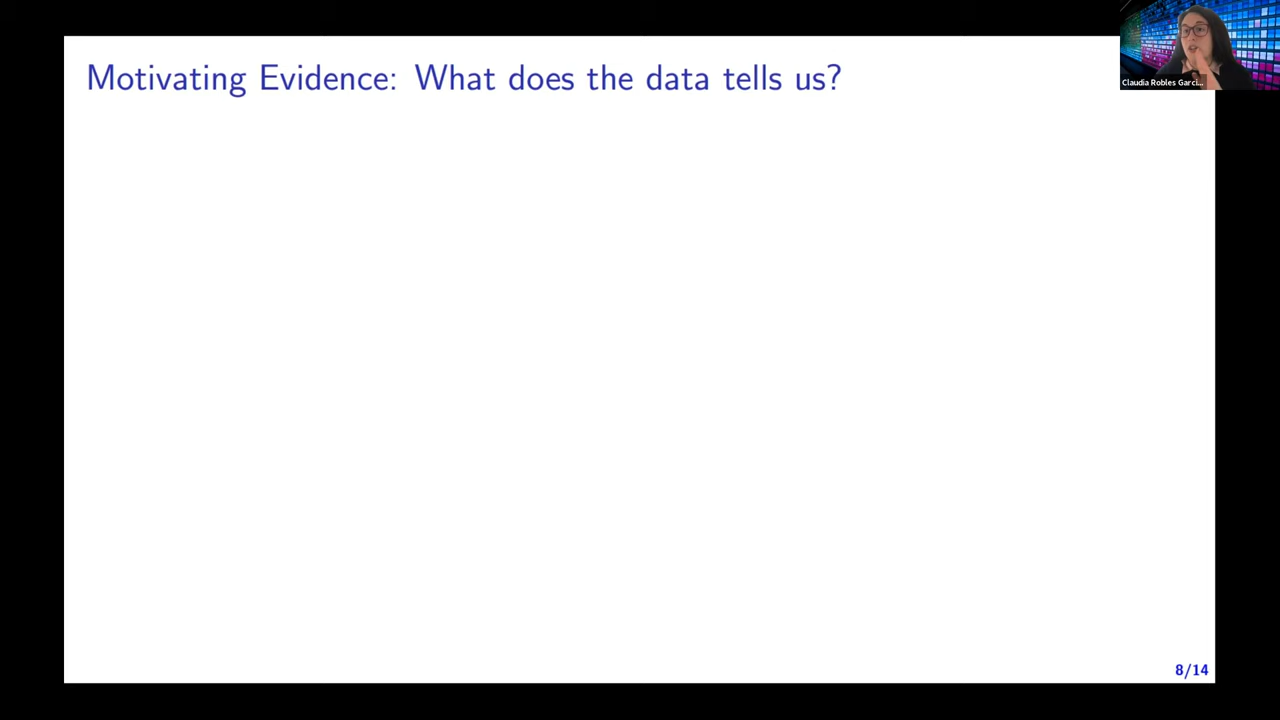 Motivating Evidence: What does the data tells us?
Claudia Robles Garci...
8/14